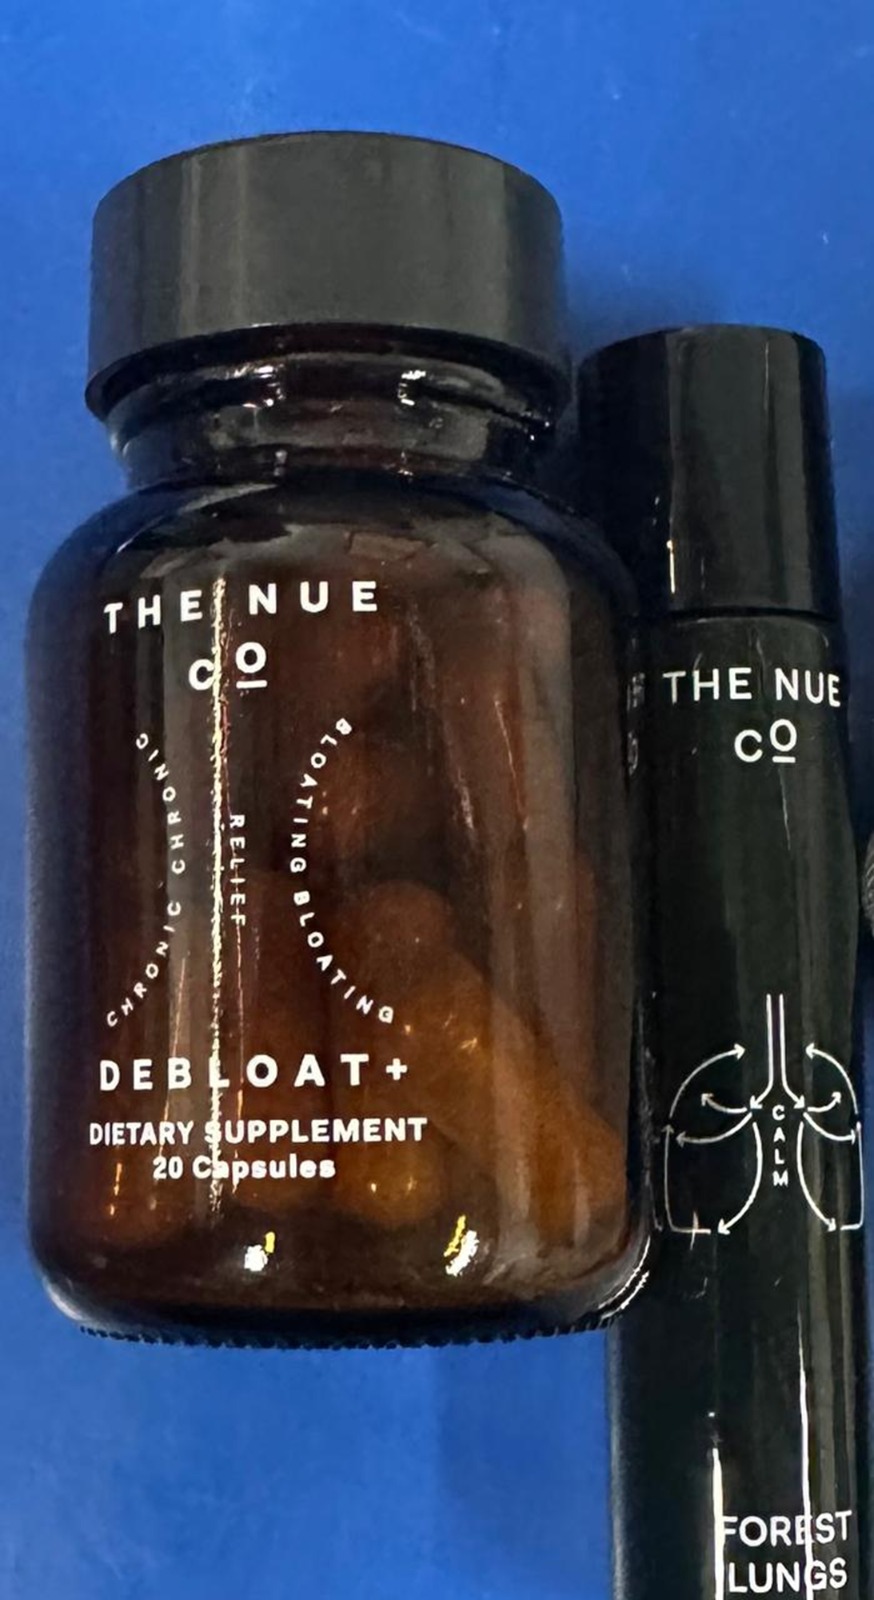 THE NUE
CO
CHRONIC CHRONIC
RELIEF
BLOATING BLOATING
DEBLOAT+
DIETARY SUPPLEMENT
20 Capsules
THE NUE
CO
CALM
FOREST
LUNGS